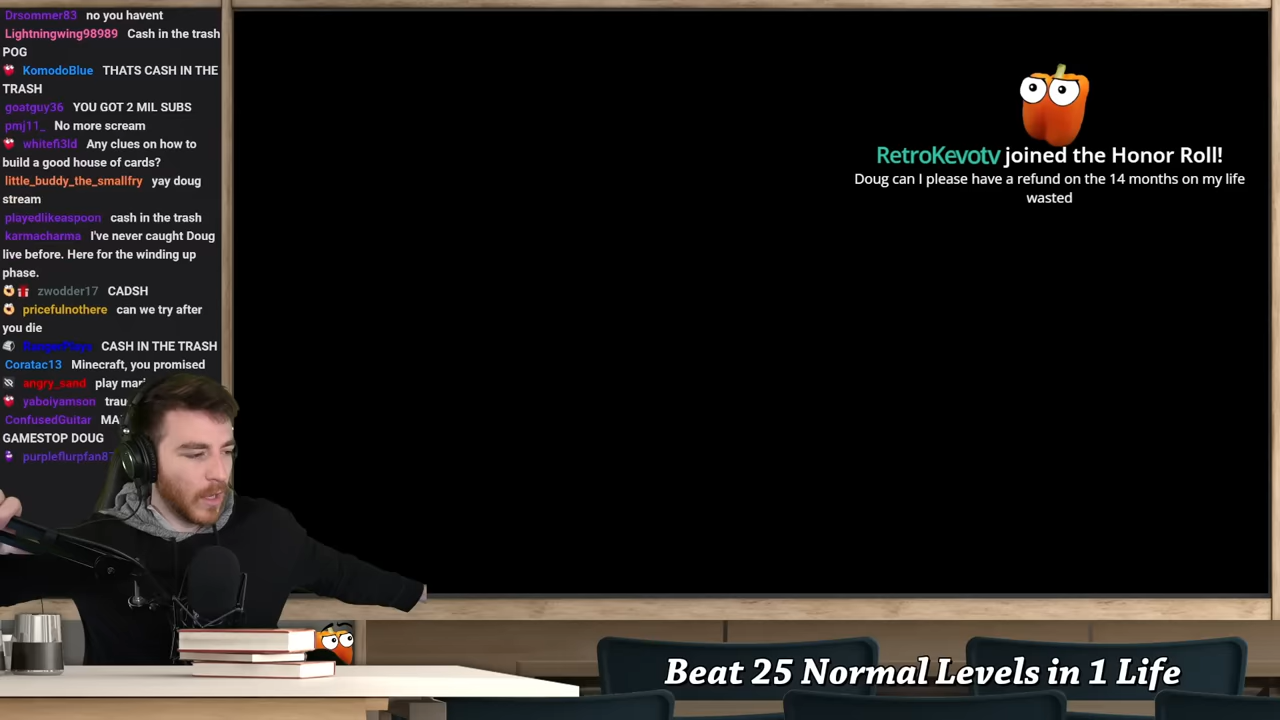 Drsommer83 no you havent
Lightningwing98989 Cash in the trash
POG
KomodoBlue THATS CASH IN THE
TRASH
goatguy36 YOU GOT 2 MIL SUBS
pmj11_ No more scream
whitefi3ld Any clues on how to
build a good house of cards?
little_buddy_the_smallfry yay doug
stream
playedlikeaspoon cash in the trash
karmacharma I've never caught Doug
live before. Here for the winding up
phase.
zwodder17 CADSH
pricefulnothere can we try after
you die
CASH IN THE TRASH
Coratac13 Minecraft, you promised
angry_sand play
yaboiyamson
ConfusedGuitar
GAMESTOP DOUG
RetroKevotv joined the Honor Roll!
Doug can I please have a refund on the 14 months on my life
wasted
Beat 25 Normal Levels in 1 Life